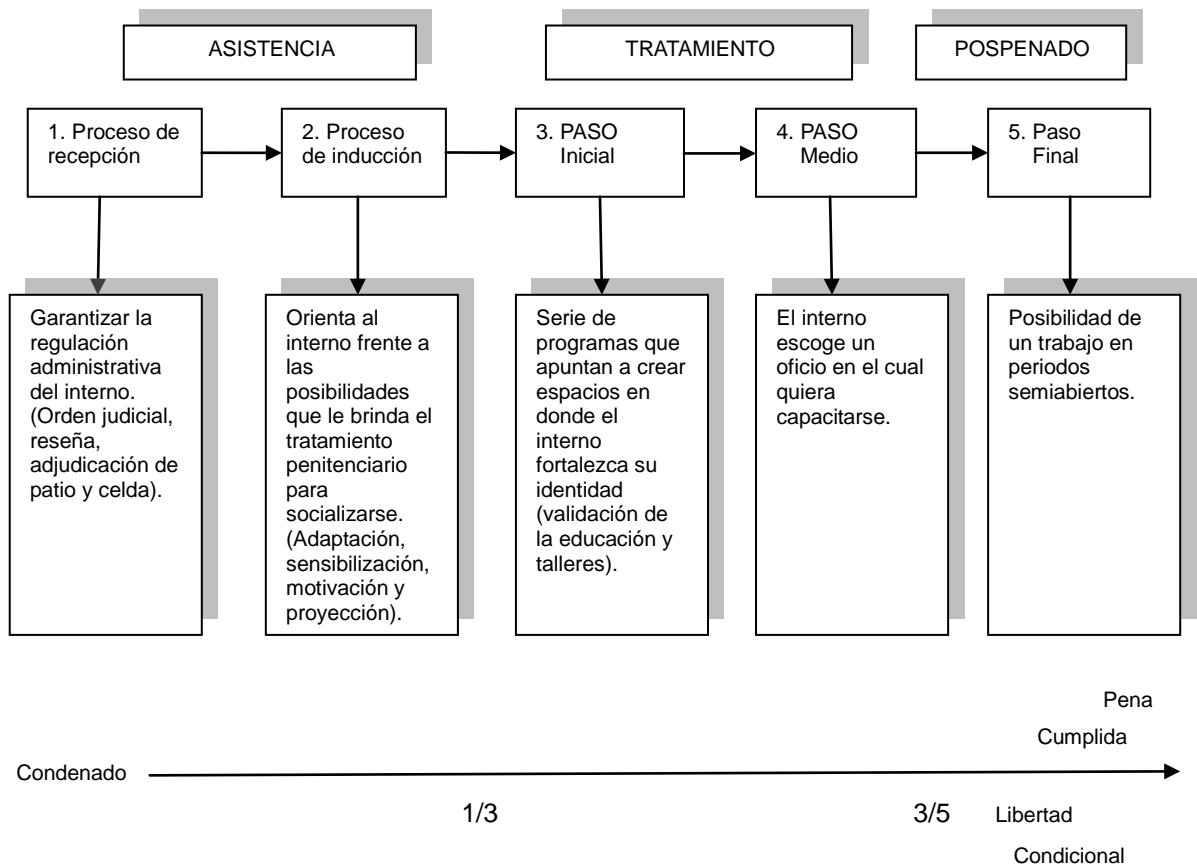 ASISTENCIA
TRATAMIENTO
POSPENADO
1. Proceso de
recepción
2. Proceso
de inducción
3. PASO
Inicial
4. PASO
Medio
5. Paso
Final
Garantizar la
regulación
administrativa
del interno.
(Orden judicial,
reseña,
adjudicación de
patio y celda).
Orienta al
interno frente a
las
posibilidades
que le brinda el
tratamiento
penitenciario
para
socializarse.
(Adaptación,
sensibilización,
motivación y
proyección).
Serie de
programas que
apuntan a crear
espacios en
donde el
interno
fortalezca su
identidad
(validación de
la educación y
talleres).
El interno
escoge un
oficio en el cual
quiera
capacitarse.
Posibilidad de
un trabajo en
periodos
semiabiertos.
Pena
Cumplida
Condenado
1/3
3/5
Libertad
Condicional